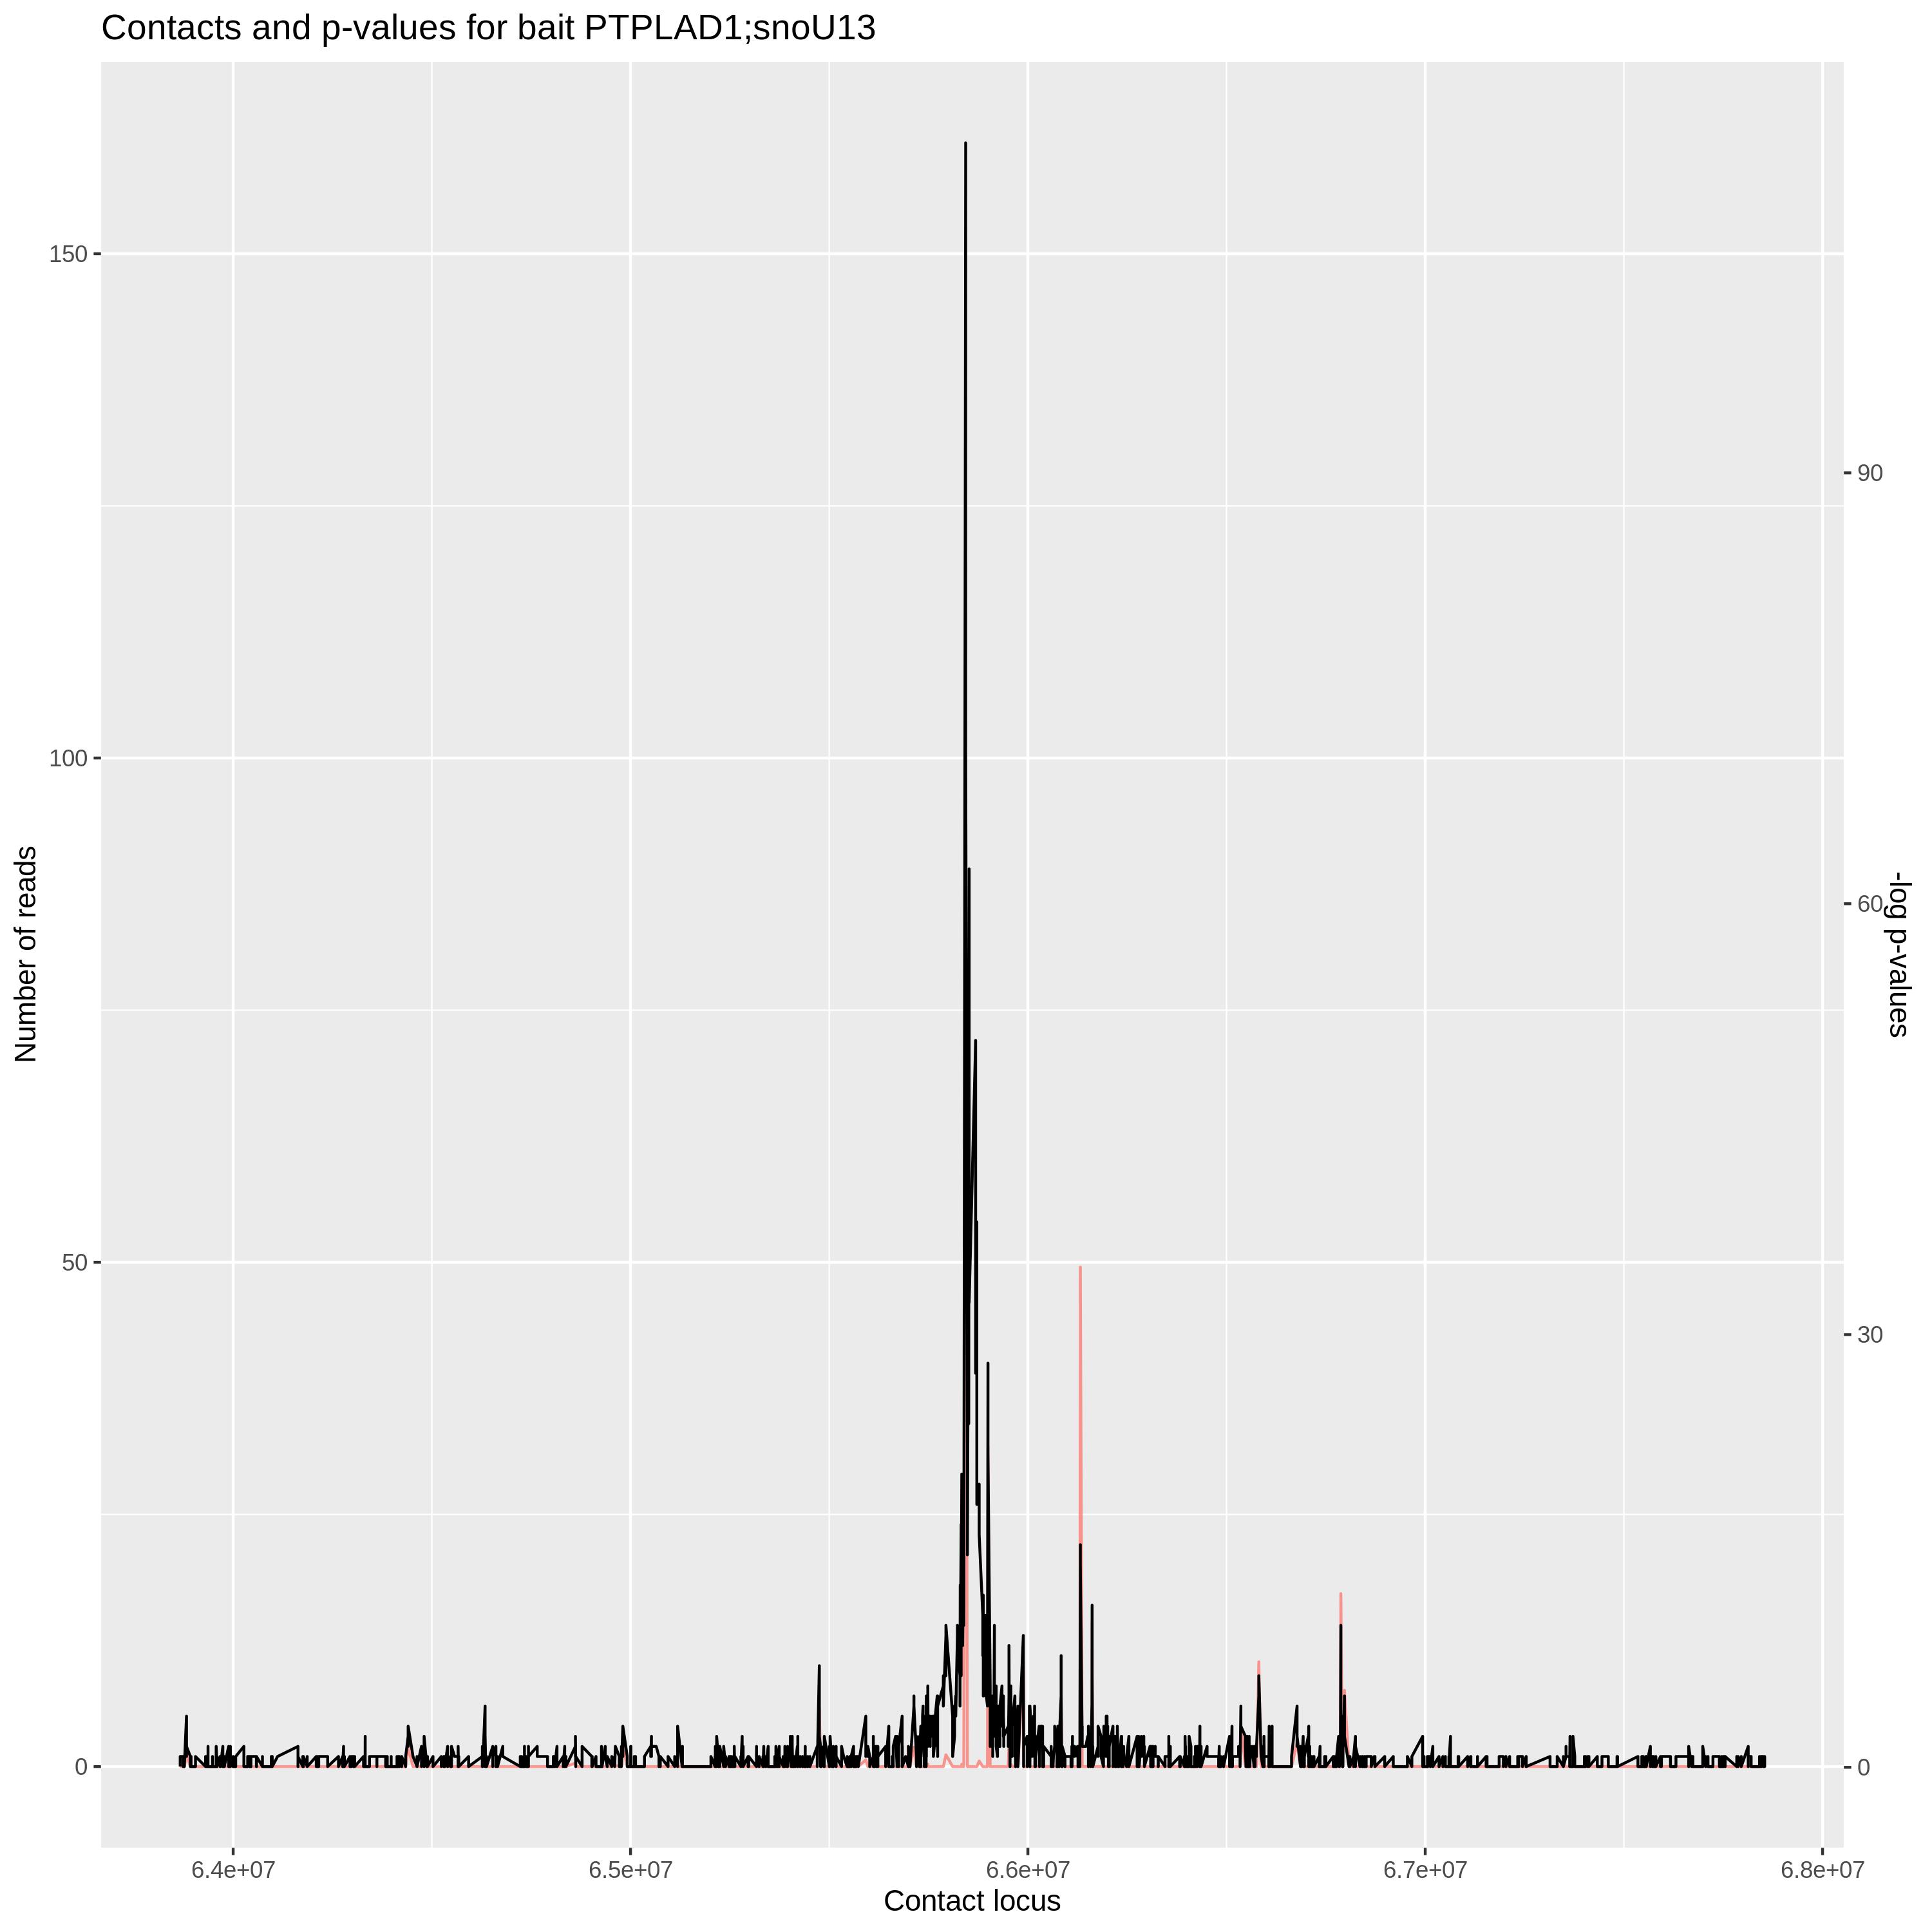 Contacts and p-values for bait PTPLAD1;snoU13
150
100
50
0
Number of reads
90
60
30
0
-log p-values
6.4e+07
6.5e+07
6.6e+07
6.7e+07
6.8e+07
Contact locus